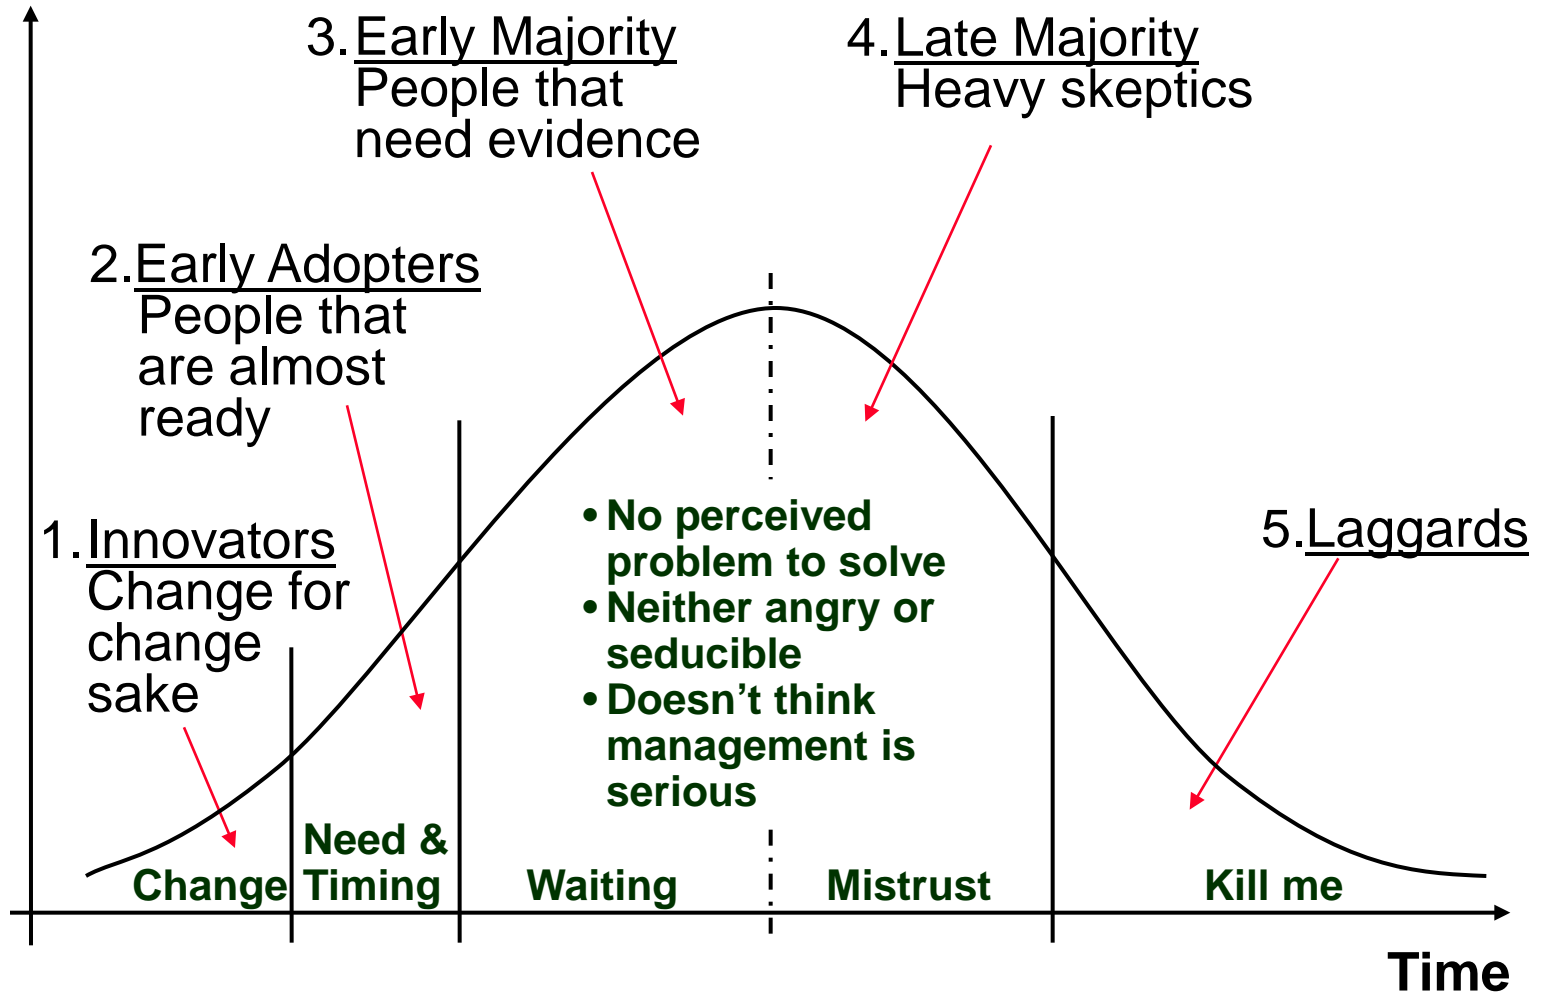 3. Early Majority
People that
need evidence
4. Late Majority
Heavy skeptics
2. Early Adopters
People that
are almost
ready
1. Innovators
Change for
change
sake
• No perceived
problem to solve
• Neither angry or
seducible
• Doesn’t think
management is
serious
5. Laggards
Change
Need &
Timing
Waiting
Mistrust
Kill me
Time